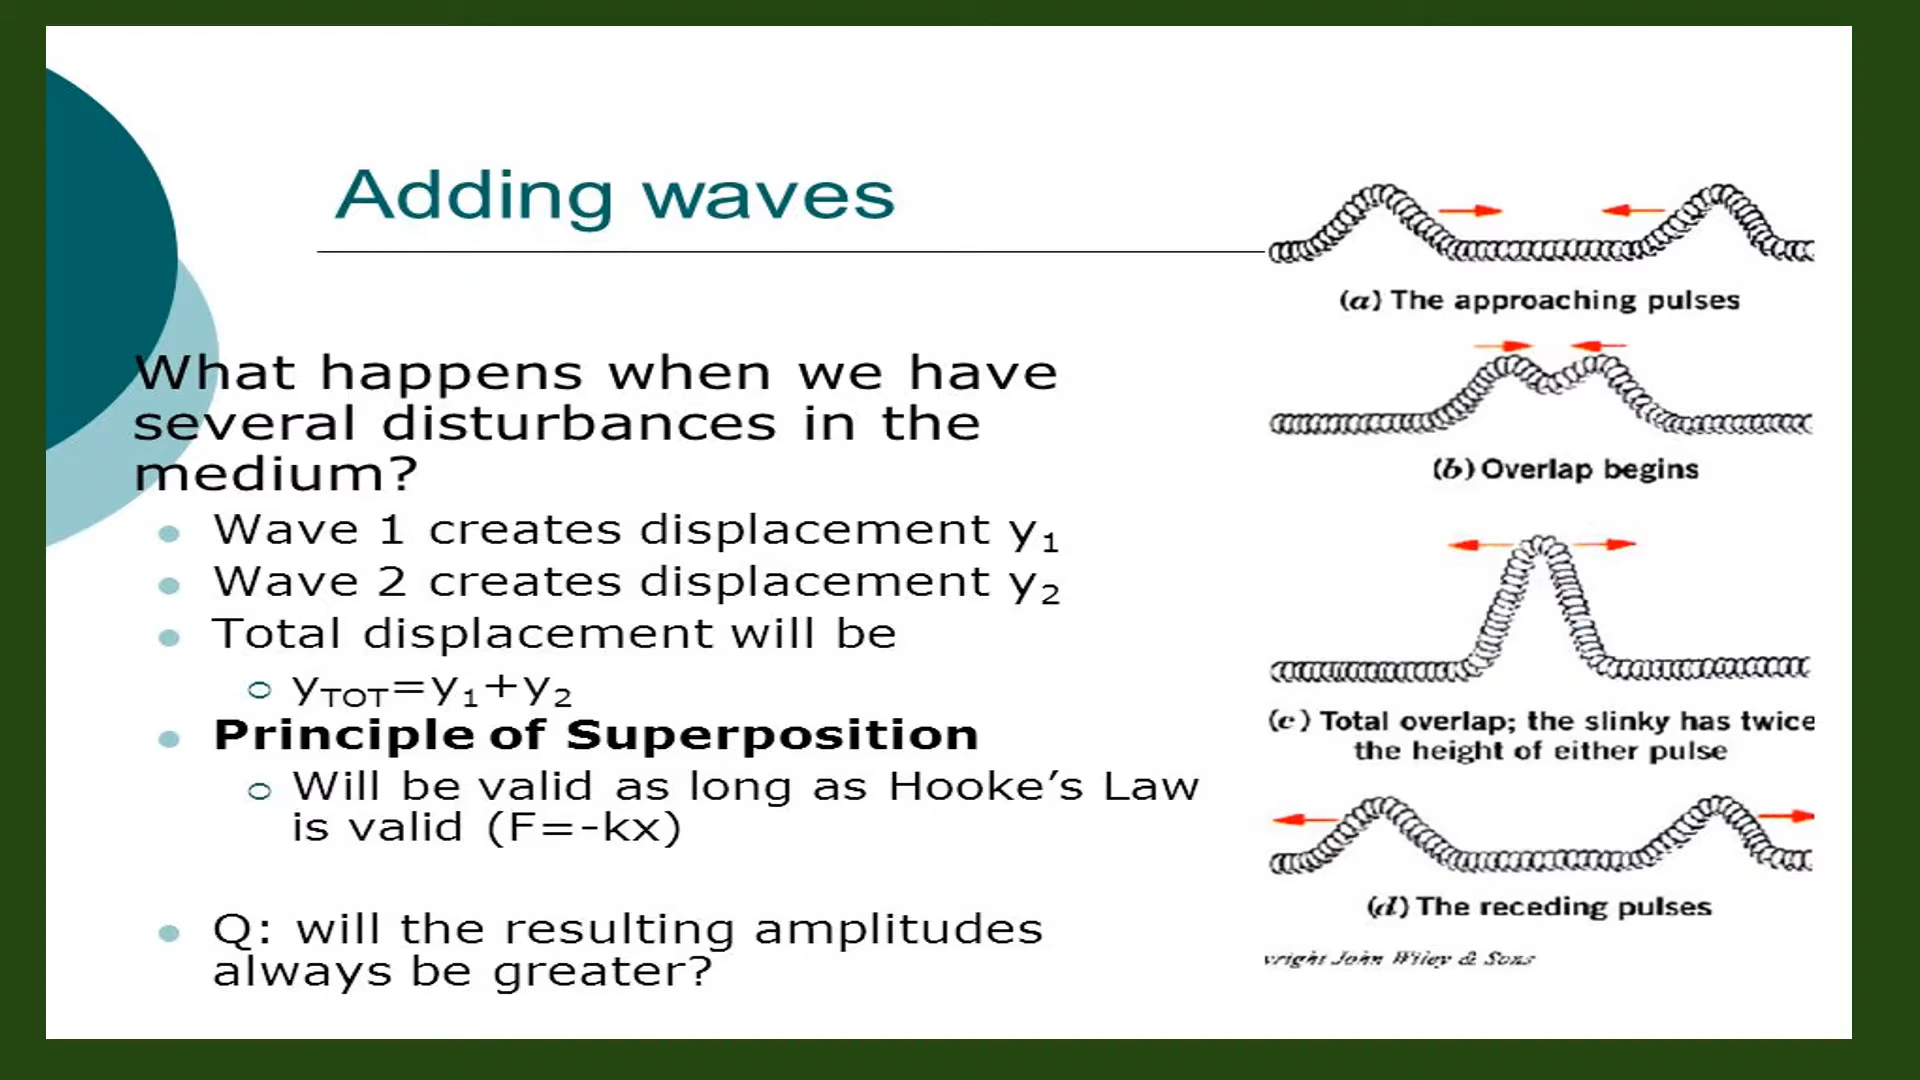 Adding waves
What happens when we have
several disturbances in the
medium?
Wave 1 creates displacement y₁
Wave 2 creates displacement y₂
Total displacement will be
yTOT=y₁+y₂
Principle of Superposition
Will be valid as long as Hooke’s Law
is valid (F=-kx)
Q: will the resulting amplitudes
always be greater?
(a) The approaching pulses
(b) Overlap begins
(c) Total overlap; the slinky has twice
the height of either pulse
(d) The receding pulses
John Wiley & Sons